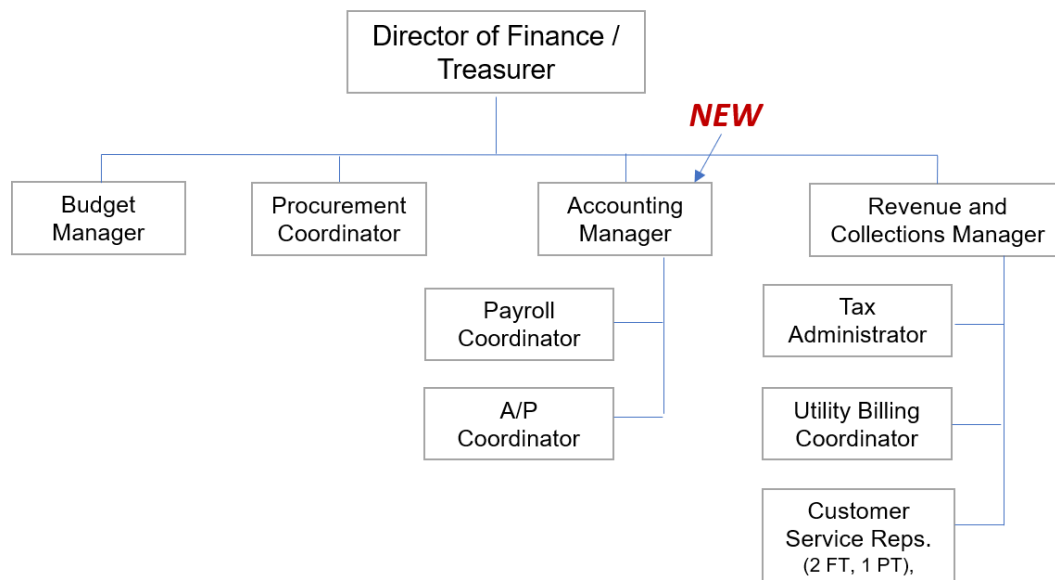 Director of Finance /
Treasurer
NEW
Budget
Manager
Procurement
Coordinator
Accounting
Manager
Revenue and
Collections Manager
Payroll
Coordinator
Tax
Administrator
A/P
Coordinator
Utility Billing
Coordinator
Customer
Service Reps.
(2 FT, 1 PT),